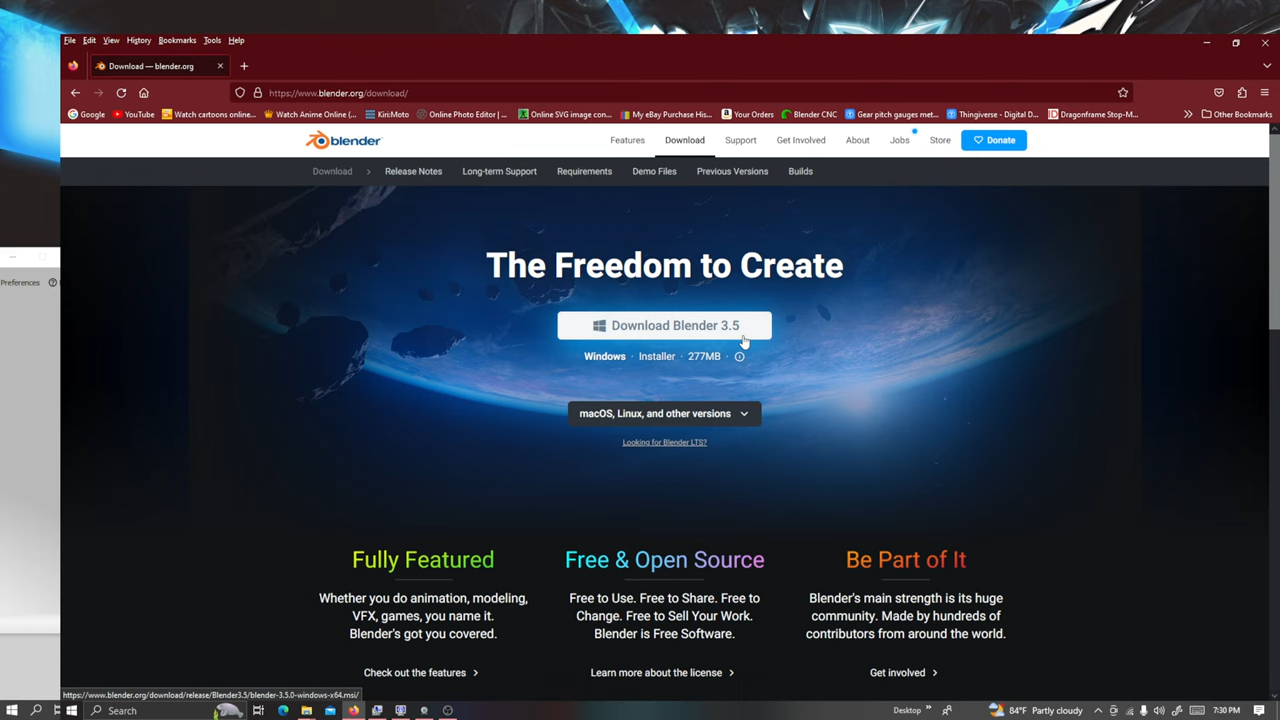 File Edit View History Bookmarks Tools Help
Download — blender.org
https://www.blender.org/download/
Google YouTube Watch cartoons online... Watch Anime Online (... KiriMoto Online Photo Editor | ... Online SVG image con... My eBay Purchase His... Your Orders Blender CNC Gear pitch gauges met... Thingiverse - Digital D... Dragonframe Stop-M... Other Bookmarks
blender Features Download Support Get Involved About Jobs Store Donate
Download Release Notes Long-term Support Requirements Demo Files Previous Versions Builds
The Freedom to Create
Preferences
Download Blender 3.5
Windows · Installer · 277MB ·
macOS, Linux, and other versions
Looking for Blender LTS?
Fully Featured
Whether you do animation, modeling,
VFX, games, you name it.
Blender's got you covered.
Check out the features
Free & Open Source
Free to Use. Free to Share. Free to
Change. Free to Sell Your Work.
Blender is Free Software.
Learn more about the license
Be Part of It
Blender's main strength is its huge
community. Made by hundreds of
contributors from around the world.
Get involved
https://www.blender.org/download/release/Blender3.5/blender-3.5.0-windows-x64.msi/
Search Desktop 84°F Partly cloudy 7:30 PM